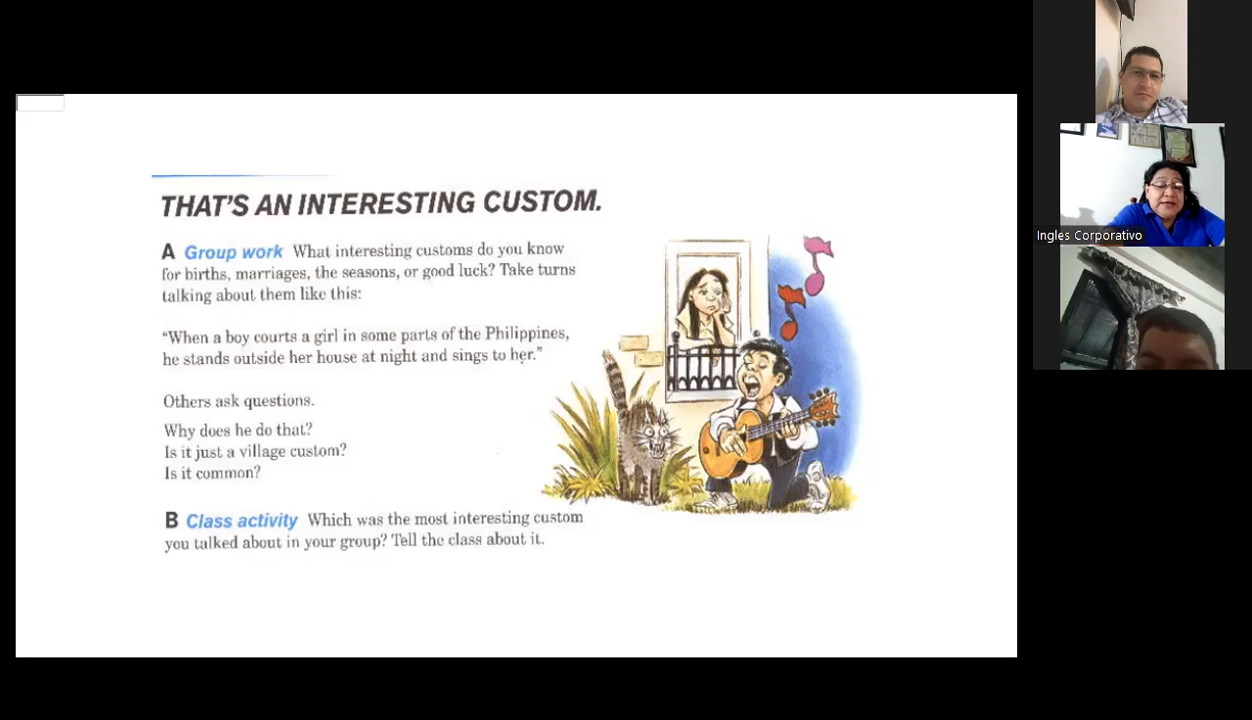 THAT'S AN INTERESTING CUSTOM.
A Group work What interesting customs do you know
for births, marriages, the seasons, or good luck? Take turns
talking about them like this:
"When a boy courts a girl in some parts of the Philippines,
he stands outside her house at night and sings to her."
Others ask questions.
Why does he do that?
Is it just a village custom?
Is it common?
B Class activity Which was the most interesting custom
you talked about in your group? Tell the class about it.
Ingles Corporativo